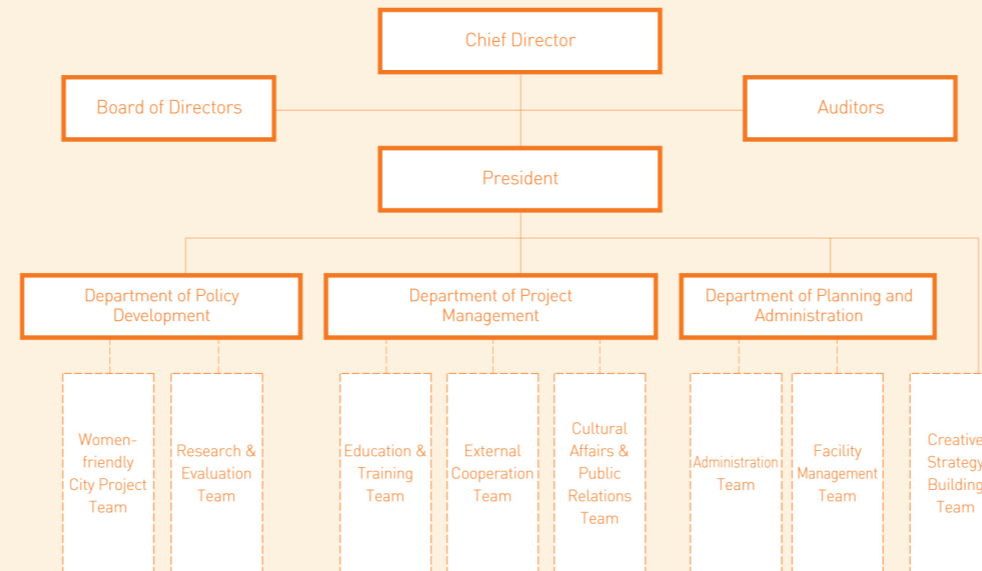 Chief Director
Board of Directors
Auditors
President
Department of Policy
Development
Department of Project
Management
Department of Planning and
Administration
Women-
friendly
City Project
Team
Research &
Evaluation
Team
Education &
Training
Team
External
Cooperation
Team
Cultural
Affairs &
Public
Relations
Team
Administration
Team
Facility
Management
Team
Creative
Strategy
Building
Team